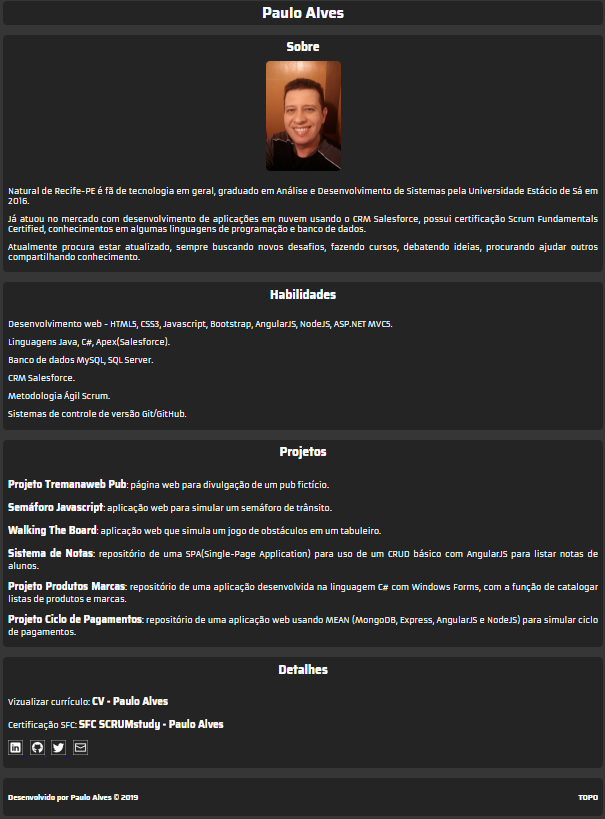 Paulo Alves
Sobre
Natural de Recife-PE é fã de tecnologia em geral, graduado em Análise e Desenvolvimento de Sistemas pela Universidade Estácio de Sá em
2016.
Já atuou no mercado com desenvolvimento de aplicações em nuvem usando o CRM Salesforce, possui certificação Scrum Fundamentals
Certified, conhecimentos em algumas linguagens de programação e banco de dados.
Atualmente procura estar atualizado, sempre buscando novos desafios, fazendo cursos, debatendo ideias, procurando ajudar outros
compartilhando conhecimento.
Habilidades
Desenvolvimento web - HTML5, CSS3, Javascript, Bootstrap, AngularJS, NodeJS, ASP.NET MVC5.
Linguagens Java, C#, Apex(Salesforce).
Banco de dados MySQL, SQL Server.
CRM Salesforce.
Metodologia Ágil Scrum.
Sistemas de controle de versão Git/GitHub.
Projetos
Projeto Tremanaweb Pub: página web para divulgação de um pub fictício.
Semáforo Javascript: aplicação web para simular um semáforo de trânsito.
Walking The Board: aplicação web que simula um jogo de obstáculos em um tabuleiro.
Sistema de Notas: repositório de uma SPA(Single-Page Application) para uso de um CRUD básico com AngularJS para listar notas de
alunos.
Projeto Produtos Marcas: repositório de uma aplicação desenvolvida na linguagem C# com Windows Forms, com a função de catalogar
listas de produtos e marcas.
Projeto Ciclo de Pagamentos: repositório de uma aplicação web usando MEAN (MongoDB, Express, AngularJS e NodeJS) para simular ciclo
de pagamentos.
Detalhes
Vizualizar currículo: CV - Paulo Alves
Certificação SFC: SFC SCRUMstudy - Paulo Alves
Desenvolvido por Paulo Alves © 2019
TOPO